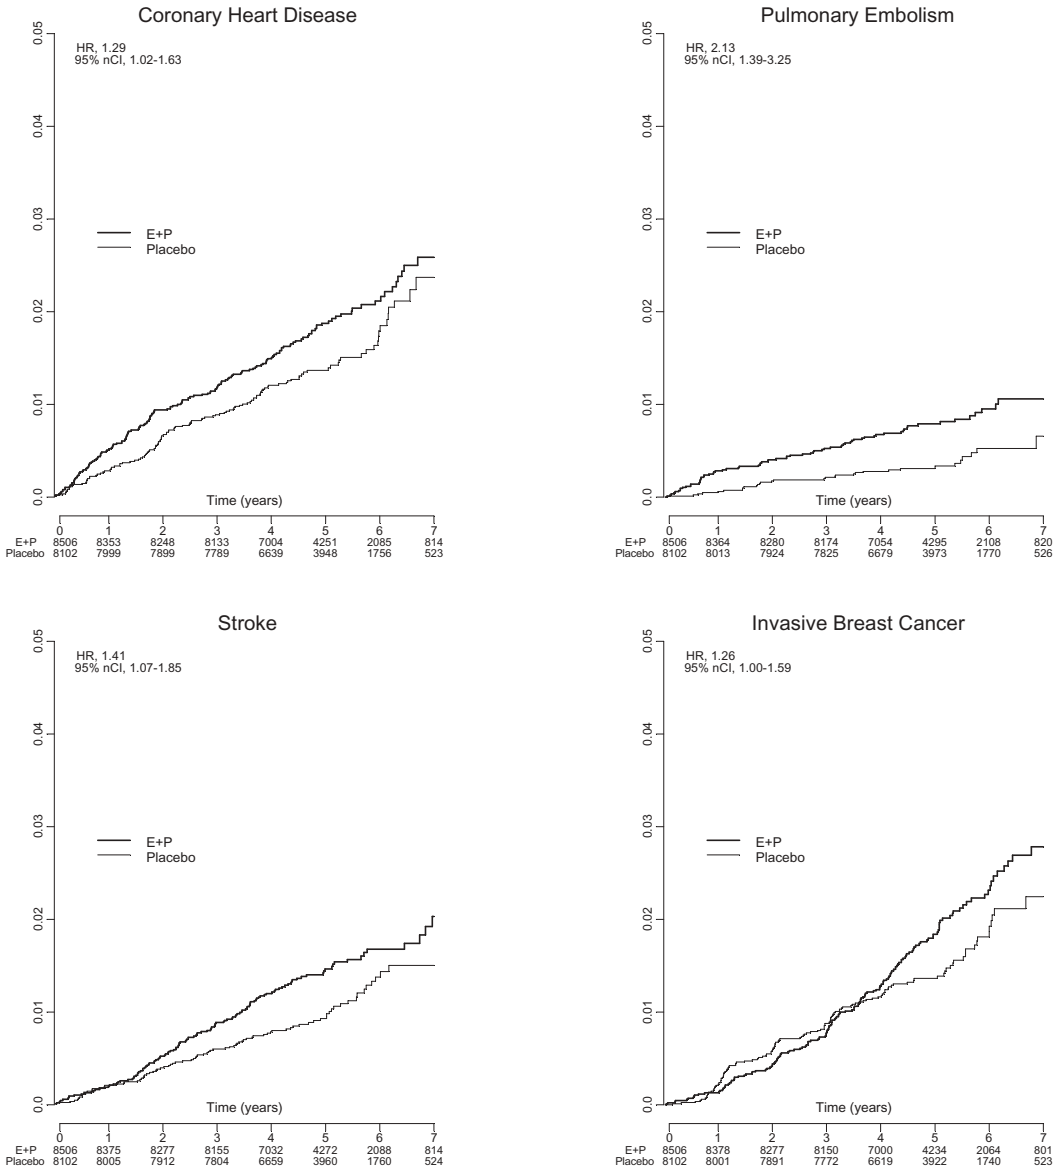 Coronary Heart Disease
0.05
HR, 1.29
95% nCI, 1.02-1.63
0.04
0.03
E+P
Placebo
0.02
0.01
0.0
Time (years)
0 1 2 3 4 5 6 7
E+P 8506 8353 8248 8133 7004 4251 2085 814
Placebo 8102 7999 7899 7789 6639 3948 1756 523
Pulmonary Embolism
0.05
HR, 2.13
95% nCI, 1.39-3.25
0.04
0.03
E+P
Placebo
0.02
0.01
0.0
Time (years)
0 1 2 3 4 5 6 7
E+P 8506 8364 8280 8174 7054 4295 2108 820
Placebo 8102 8013 7924 7825 6679 3973 1770 526
Stroke
0.05
HR, 1.41
95% nCI, 1.07-1.85
0.04
0.03
E+P
Placebo
0.02
0.01
0.0
Time (years)
0 1 2 3 4 5 6 7
E+P 8506 8375 8277 8155 7032 4272 2088 814
Placebo 8102 8005 7912 7804 6659 3960 1760 524
Invasive Breast Cancer
0.05
HR, 1.26
95% nCI, 1.00-1.59
0.04
0.03
E+P
Placebo
0.02
0.01
0.0
Time (years)
0 1 2 3 4 5 6 7
E+P 8506 8378 8277 8150 7000 4234 2064 801
Placebo 8102 8001 7891 7772 6619 3922 1740 523